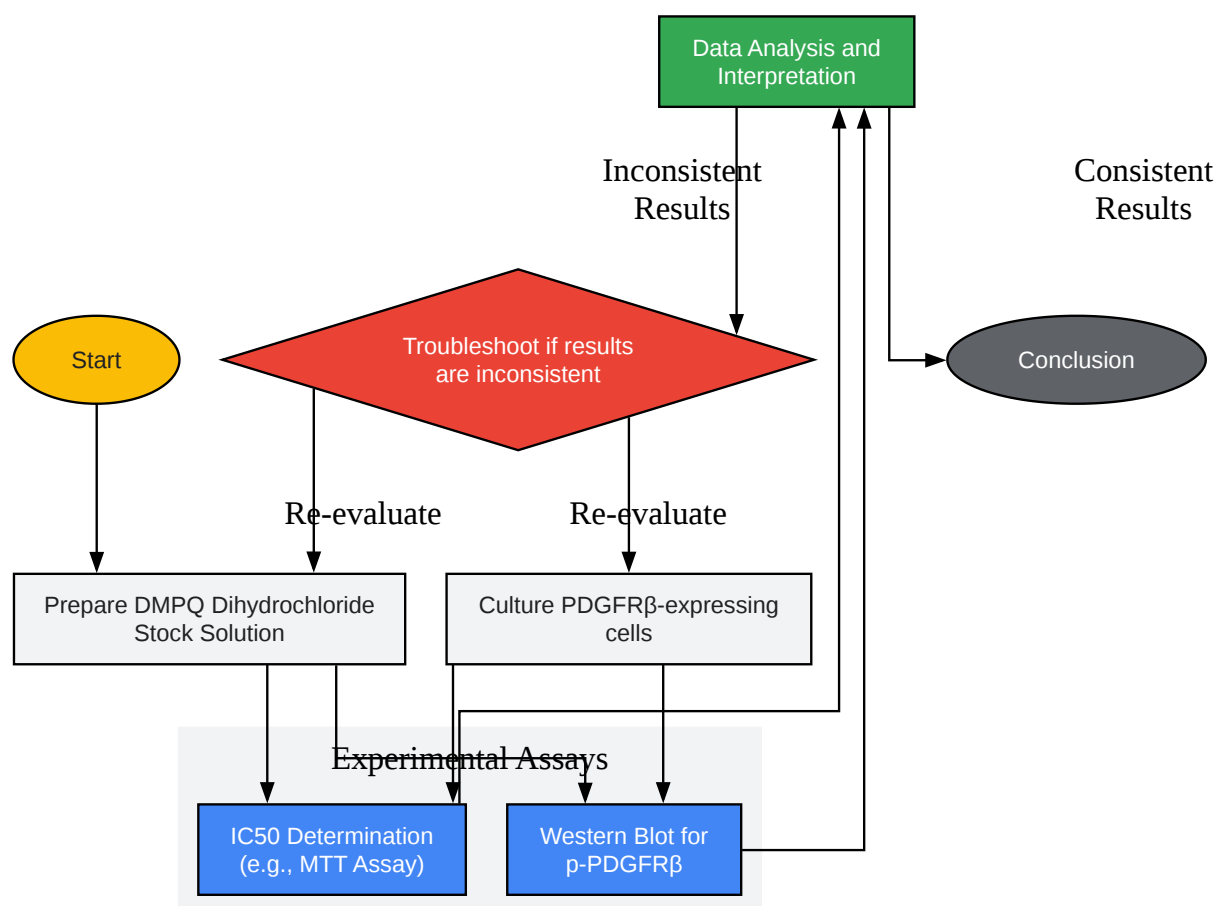 Data Analysis and
Interpretation
Inconsistent
Results
Consistent
Results
Start
Troubleshoot if results
are inconsistent
Conclusion
Re-evaluate
Re-evaluate
Prepare DMPQ Dihydrochloride
Stock Solution
Culture PDGFRβ-expressing
cells
Experimental Assays
IC50 Determination
(e.g., MTT Assay)
Western Blot for
p-PDGFRβ